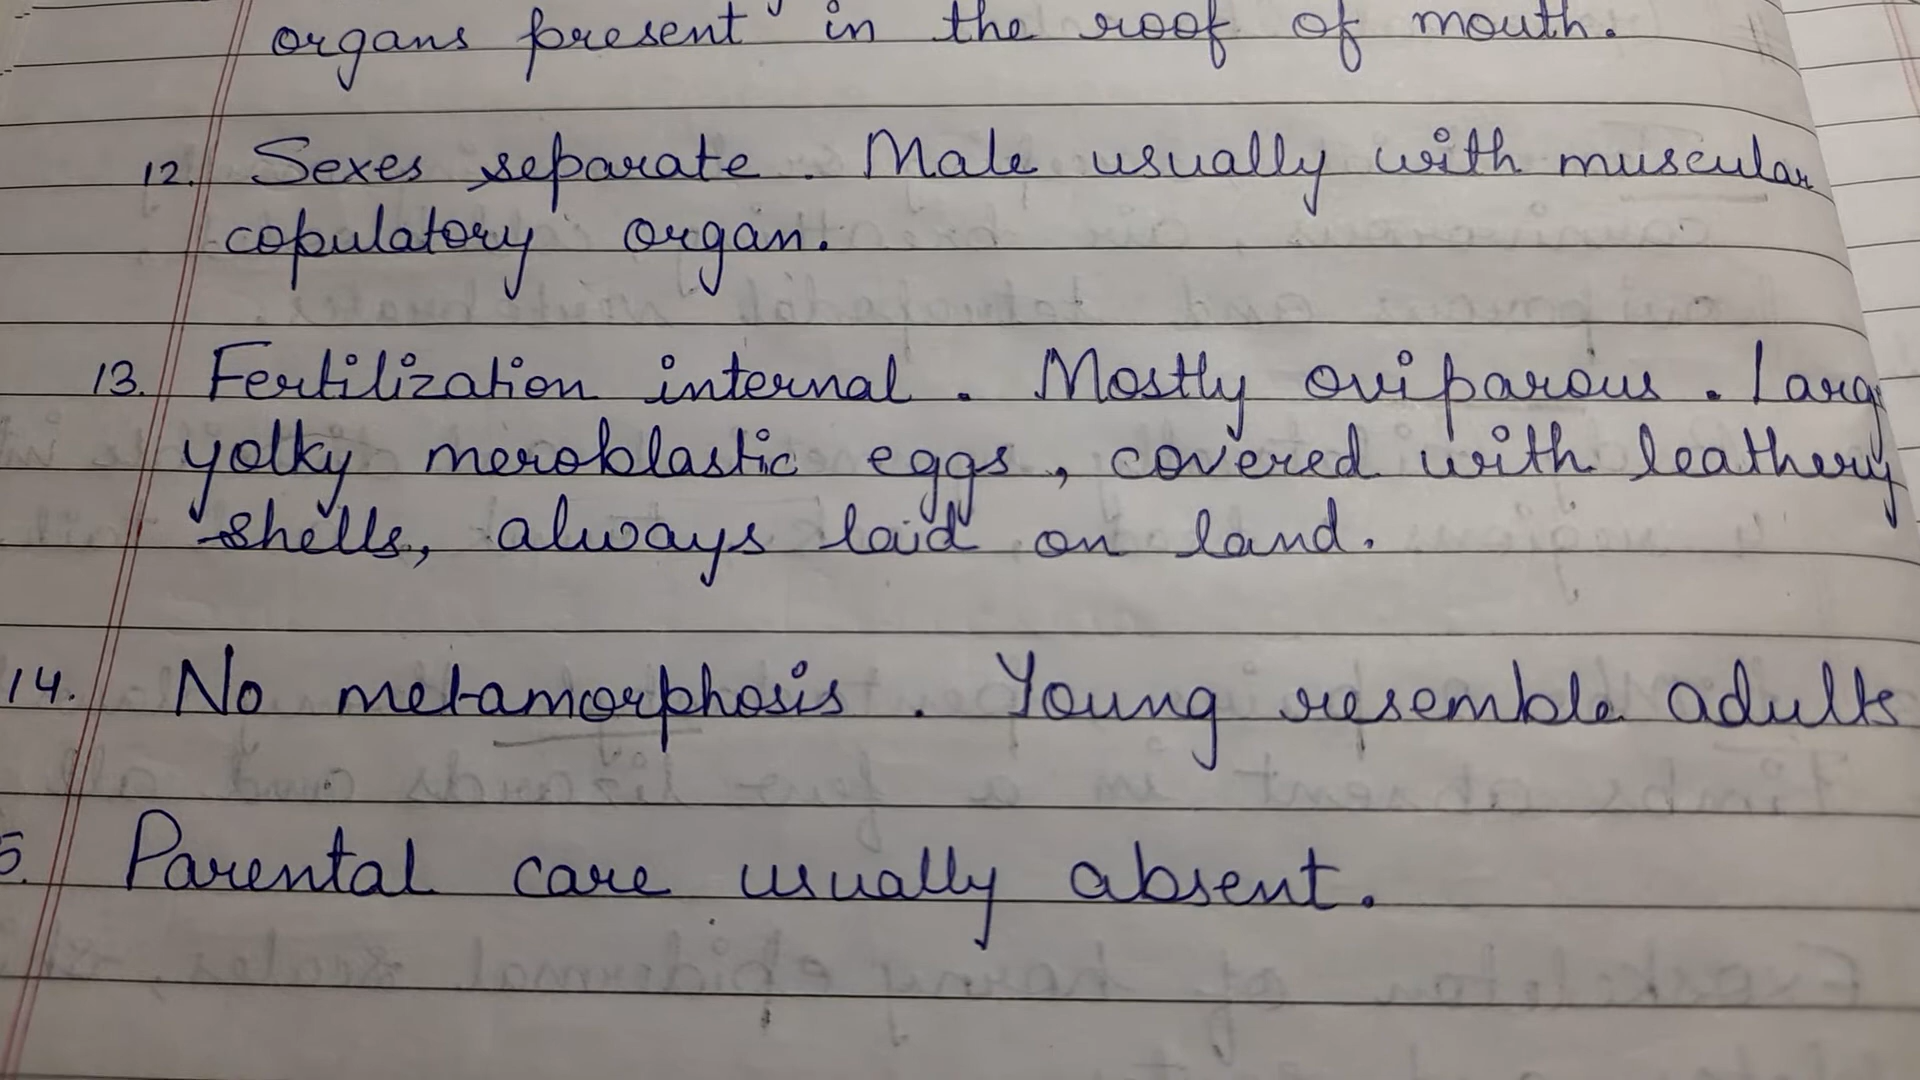 organs present in the roof of mouth.
12. Sexes separate. Male usually with muscular
copulatory organ.
13. Fertilization internal. Mostly oviparous. Larg
yolky meroblastic eggs, covered with leathery
shells, always laid on land.
14. No metamorphosis. Young resemble adults
5. Parental care usually absent.